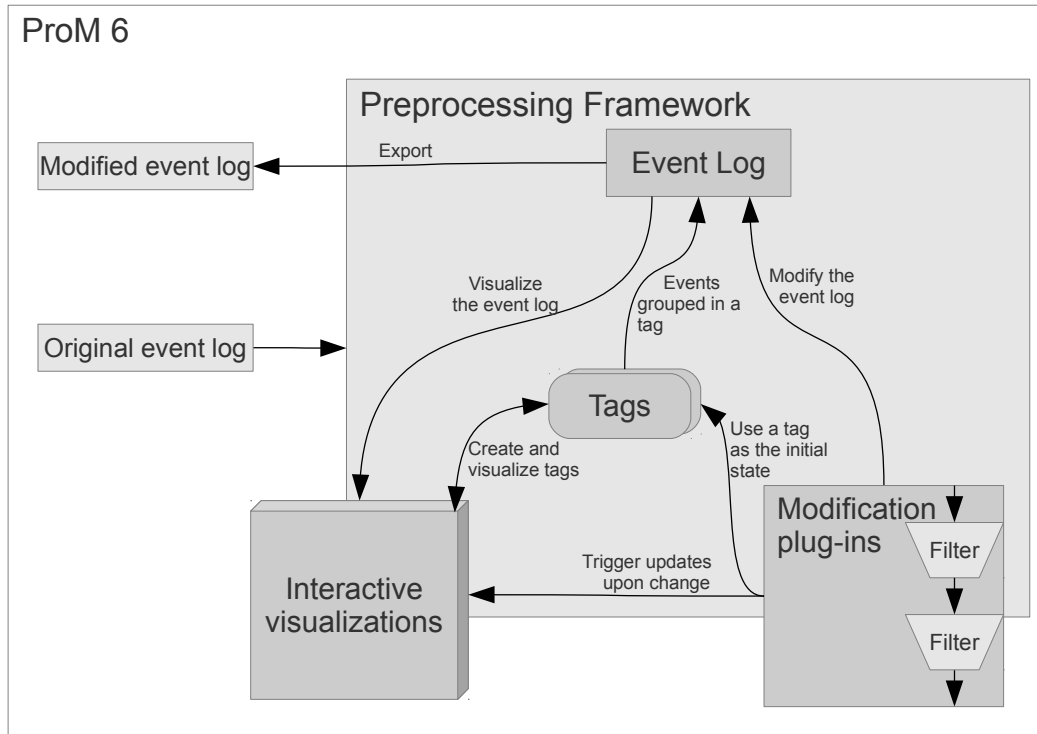 ProM 6
Preprocessing Framework
Modified event log
Export
Event Log
Visualize
the event log
Events
grouped in a
tag
Modify the
event log
Original event log
Tags
Create and
visualize tags
Use a tag
as the initial
state
Modification
plug-ins
Filter
Trigger updates
upon change
Interactive
visualizations
Filter